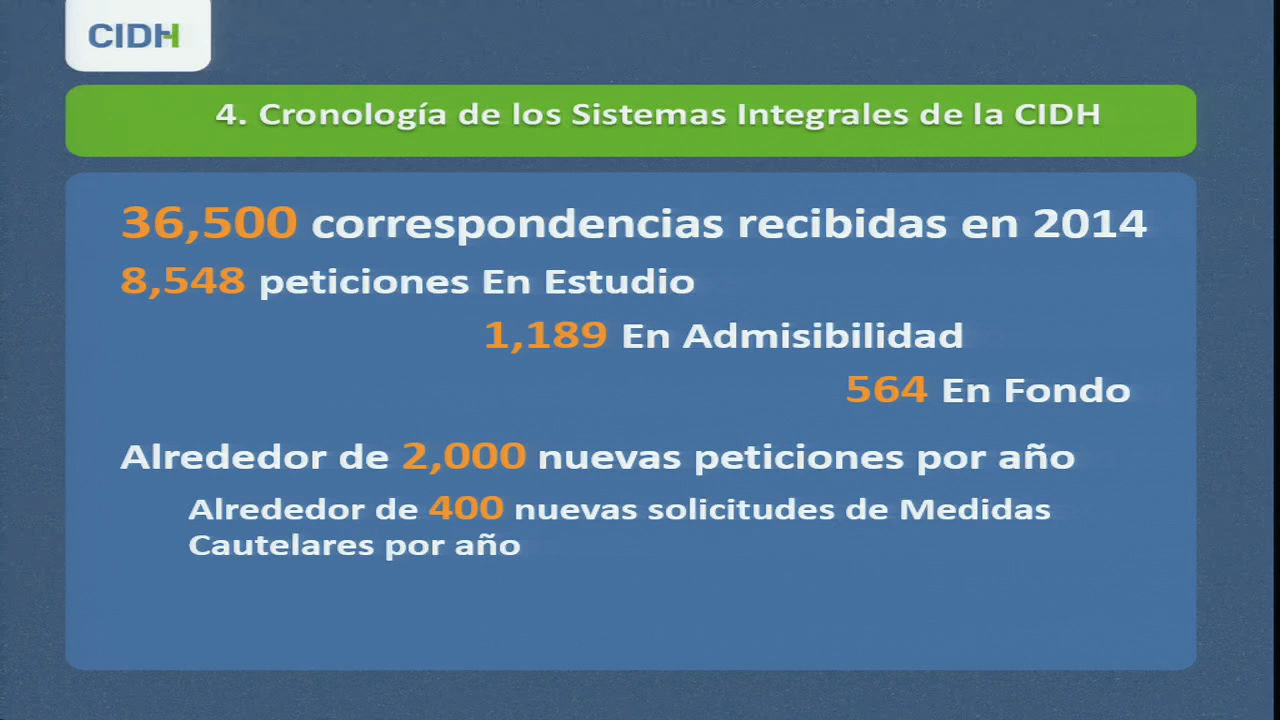 CIDH
4. Cronología de los Sistemas Integrales de la CIDH
36,500 correspondencias recibidas en 2014
8,548 peticiones En Estudio
1,189 En Admisibilidad
564 En Fondo
Alrededor de 2,000 nuevas peticiones por año
Alrededor de 400 nuevas solicitudes de Medidas
Cautelares por año